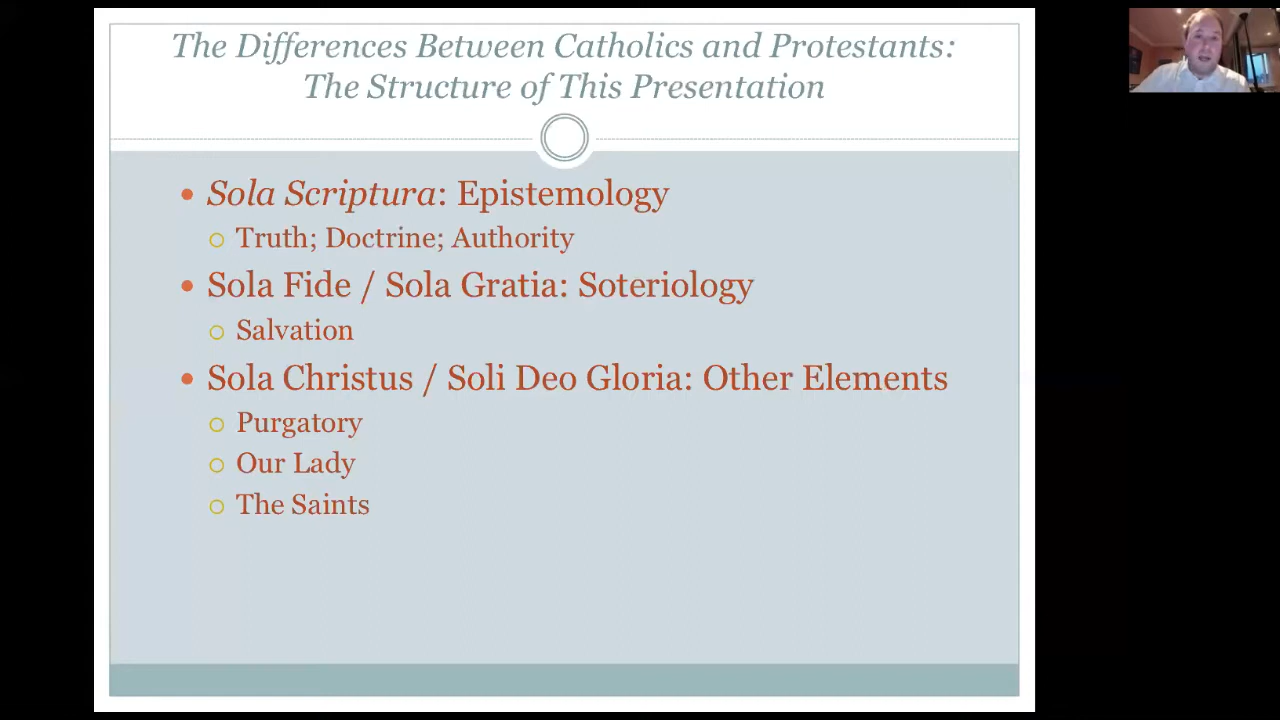 The Differences Between Catholics and Protestants:
The Structure of This Presentation
Sola Scriptura: Epistemology
Truth; Doctrine; Authority
Sola Fide / Sola Gratia: Soteriology
Salvation
Sola Christus / Soli Deo Gloria: Other Elements
Purgatory
Our Lady
The Saints